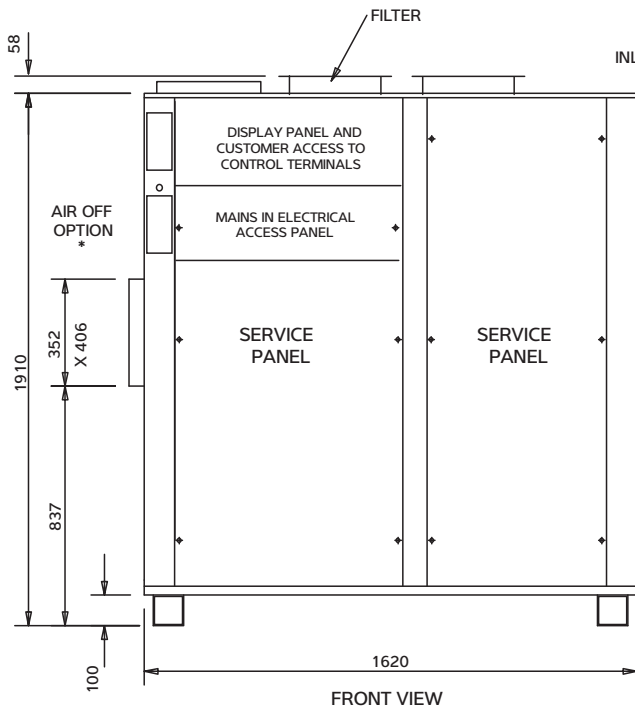 FILTER
58
INL
DISPLAY PANEL AND
CUSTOMER ACCESS TO
CONTROL TERMINALS
AIR OFF
OPTION
*
MAINS IN ELECTRICAL
ACCESS PANEL
352
X 406
1910
SERVICE
PANEL
SERVICE
PANEL
837
100
1620
FRONT VIEW